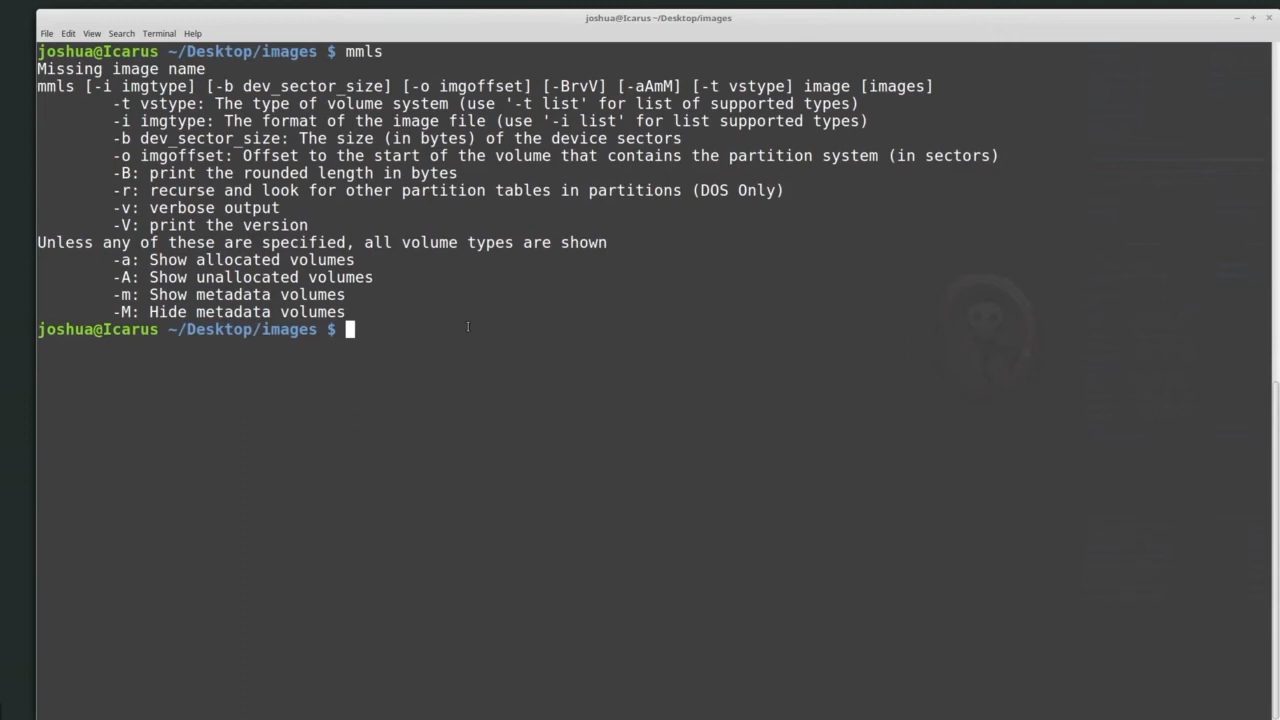 joshua@Icarus ~/Desktop/images
File Edit View Search Terminal Help
joshua@Icarus ~/Desktop/images $ mmls
Missing image name
mmls [-i imgtype] [-b dev_sector_size] [-o imgoffset] [-BrvV] [-aAmM] [-t vstype] image [images]
-t vstype: The type of volume system (use '-t list' for list of supported types)
-i imgtype: The format of the image file (use '-i list' for list supported types)
-b dev_sector_size: The size (in bytes) of the device sectors
-o imgoffset: Offset to the start of the volume that contains the partition system (in sectors)
-B: print the rounded length in bytes
-r: recurse and look for other partition tables in partitions (DOS Only)
-v: verbose output
-V: print the version
Unless any of these are specified, all volume types are shown
-a: Show allocated volumes
-A: Show unallocated volumes
-m: Show metadata volumes
-M: Hide metadata volumes
joshua@Icarus ~/Desktop/images $